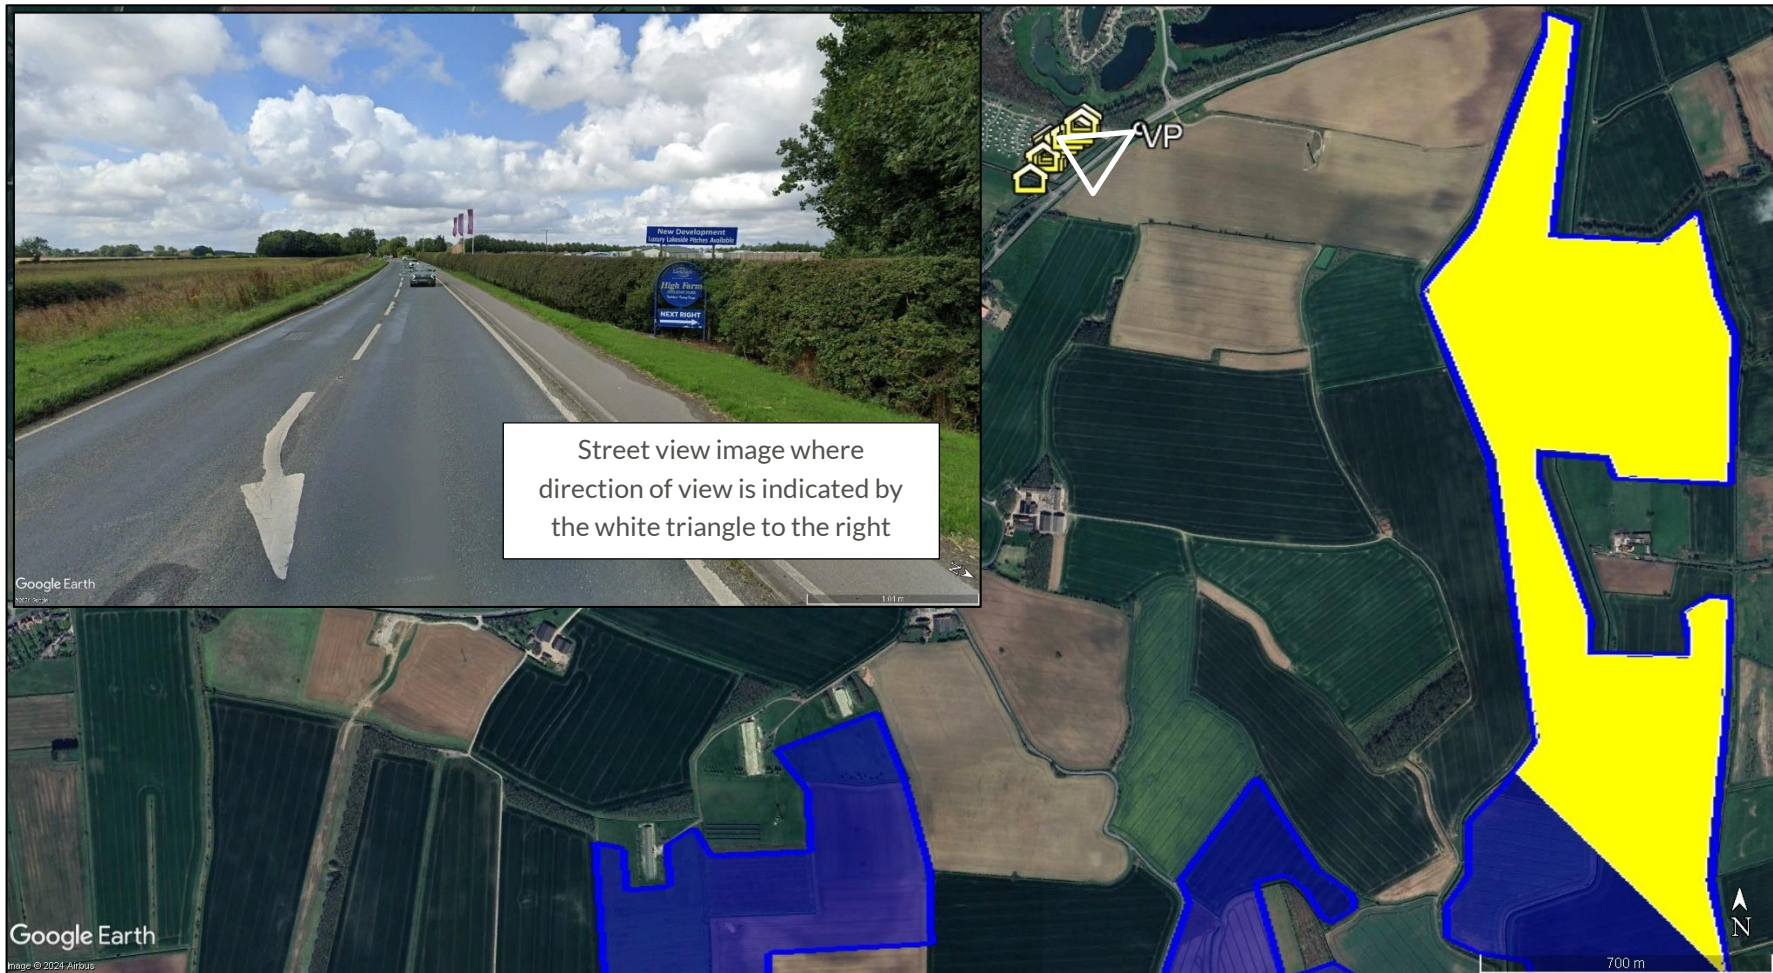 New Development
Luxury Lakeside Pitches Available
High Farm
NEXT RIGHT
Street view image where
direction of view is indicated by
the white triangle to the right
Google Earth
N
VP
Google Earth
Image © 2024 Airbus
N
700 m